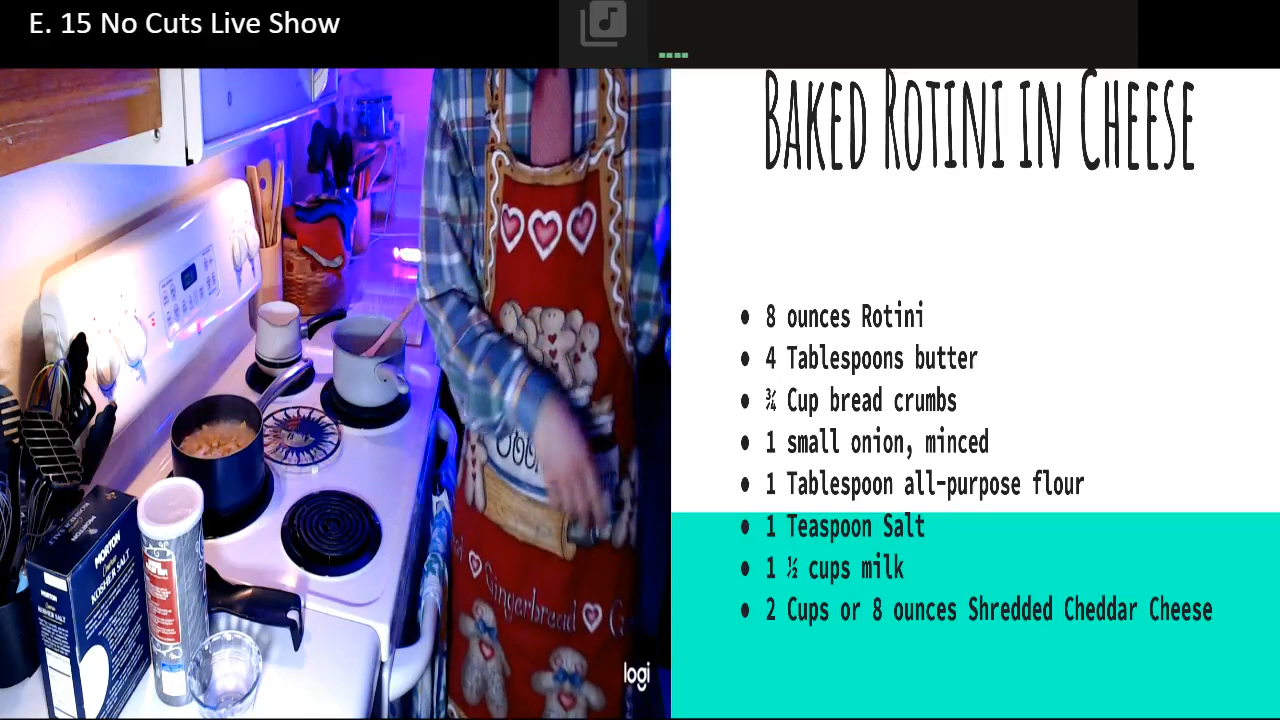 E. 15 No Cuts Live Show
BAKED ROTINI IN CHEESE
• 8 ounces Rotini
• 4 Tablespoons butter
• ¾ Cup bread crumbs
• 1 small onion, minced
• 1 Tablespoon all-purpose flour
• 1 Teaspoon Salt
• 1 ½ cups milk
• 2 Cups or 8 ounces Shredded Cheddar Cheese
MORTON
KOSHER SALT
Gingerbread
logi